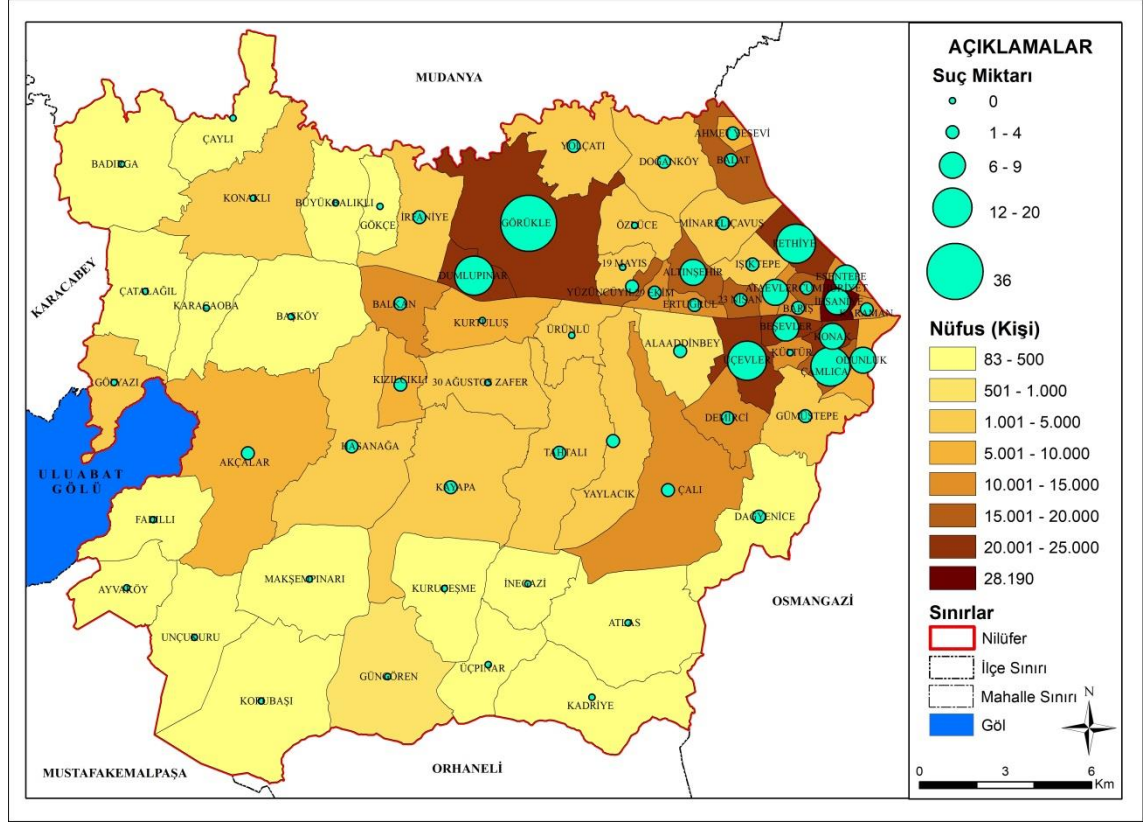 MUDANYA
KARACABEY
MUSTAFAKEMALPAŞA
ORHANELİ
OSMANGAZİ
ULUABAT
GÖLÜ
ÇAYLI
BADIRGA
KONAKLI
BÜYÜKBALIKLI
GÖKÇE
İRFANİYE
YOLÇATI
DOĞANKÖY
AHMET YESEVİ
BALAT
GÖRÜKLE
ÖZLÜCE
MİNARELİÇAVUŞ
FETHİYE
DUMLUPINAR
19 MAYIS
ALTINŞEHİR
IŞIKTEPE
ESENTEPE
ÇATALAĞIL
KARACAOBA
BAŞKÖY
BALKAN
YÜZÜNCÜYIL
29 EKİM
ERTUĞRUL
23 NİSAN
ATAEVLER
CUMHURİYET
BARIŞ
İHSANİYE
KARAMAN
KURTULUŞ
ÜRÜNLÜ
ALAADDİNBEY
BEŞEVLER
KONAK
ÜÇEVLER
KÜLTÜR
ÇAMLICA
ODUNLUK
GÖLYAZI
KIZILCIKLI
30 AĞUSTOS ZAFER
DEMİRCİ
GÜMÜŞTEPE
AKÇALAR
HASANAĞA
TAHTALI
KAYAPA
YAYLACIK
ÇALI
DAĞYENİCE
FADILLI
AYVAKÖY
MAKŞEMPINARI
KURUÇEŞME
İNEGAZİ
UNÇUKURU
ATLAS
GÜNGÖREN
ÜÇPINAR
KORUBAŞI
KADRİYE
AÇIKLAMALAR
Suç Miktarı
0
1 - 4
6 - 9
12 - 20
36
Nüfus (Kişi)
83 - 500
501 - 1.000
1.001 - 5.000
5.001 - 10.000
10.001 - 15.000
15.001 - 20.000
20.001 - 25.000
28.190
Sınırlar
Nilüfer
İlçe Sınırı
Mahalle Sınırı
Göl
N
0 3 6
Km